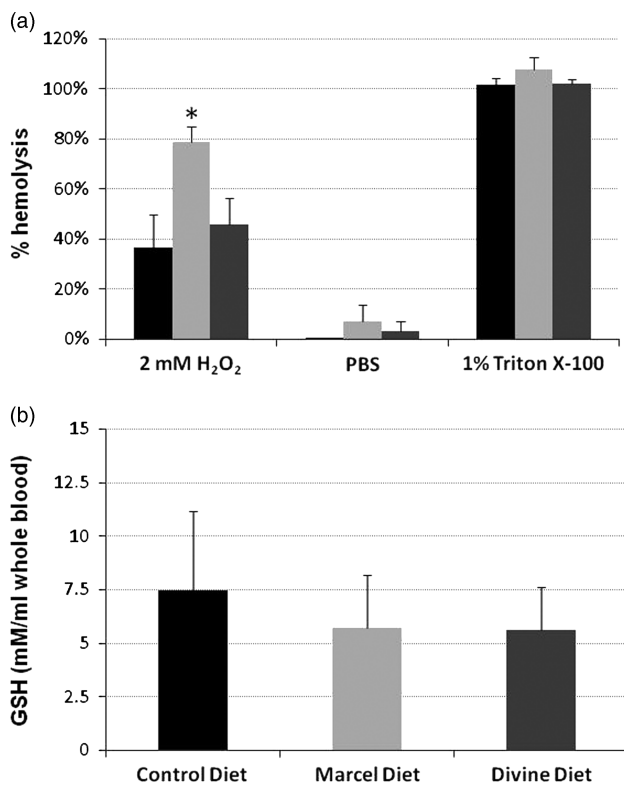 (a)
120%
100%
80%
60%
40%
20%
0%
% hemolysis
*
2 mM H₂O₂ PBS 1% Triton X-100
(b)
15
12.5
10
7.5
5
2.5
0
GSH (mM/ml whole blood)
Control Diet Marcel Diet Divine Diet